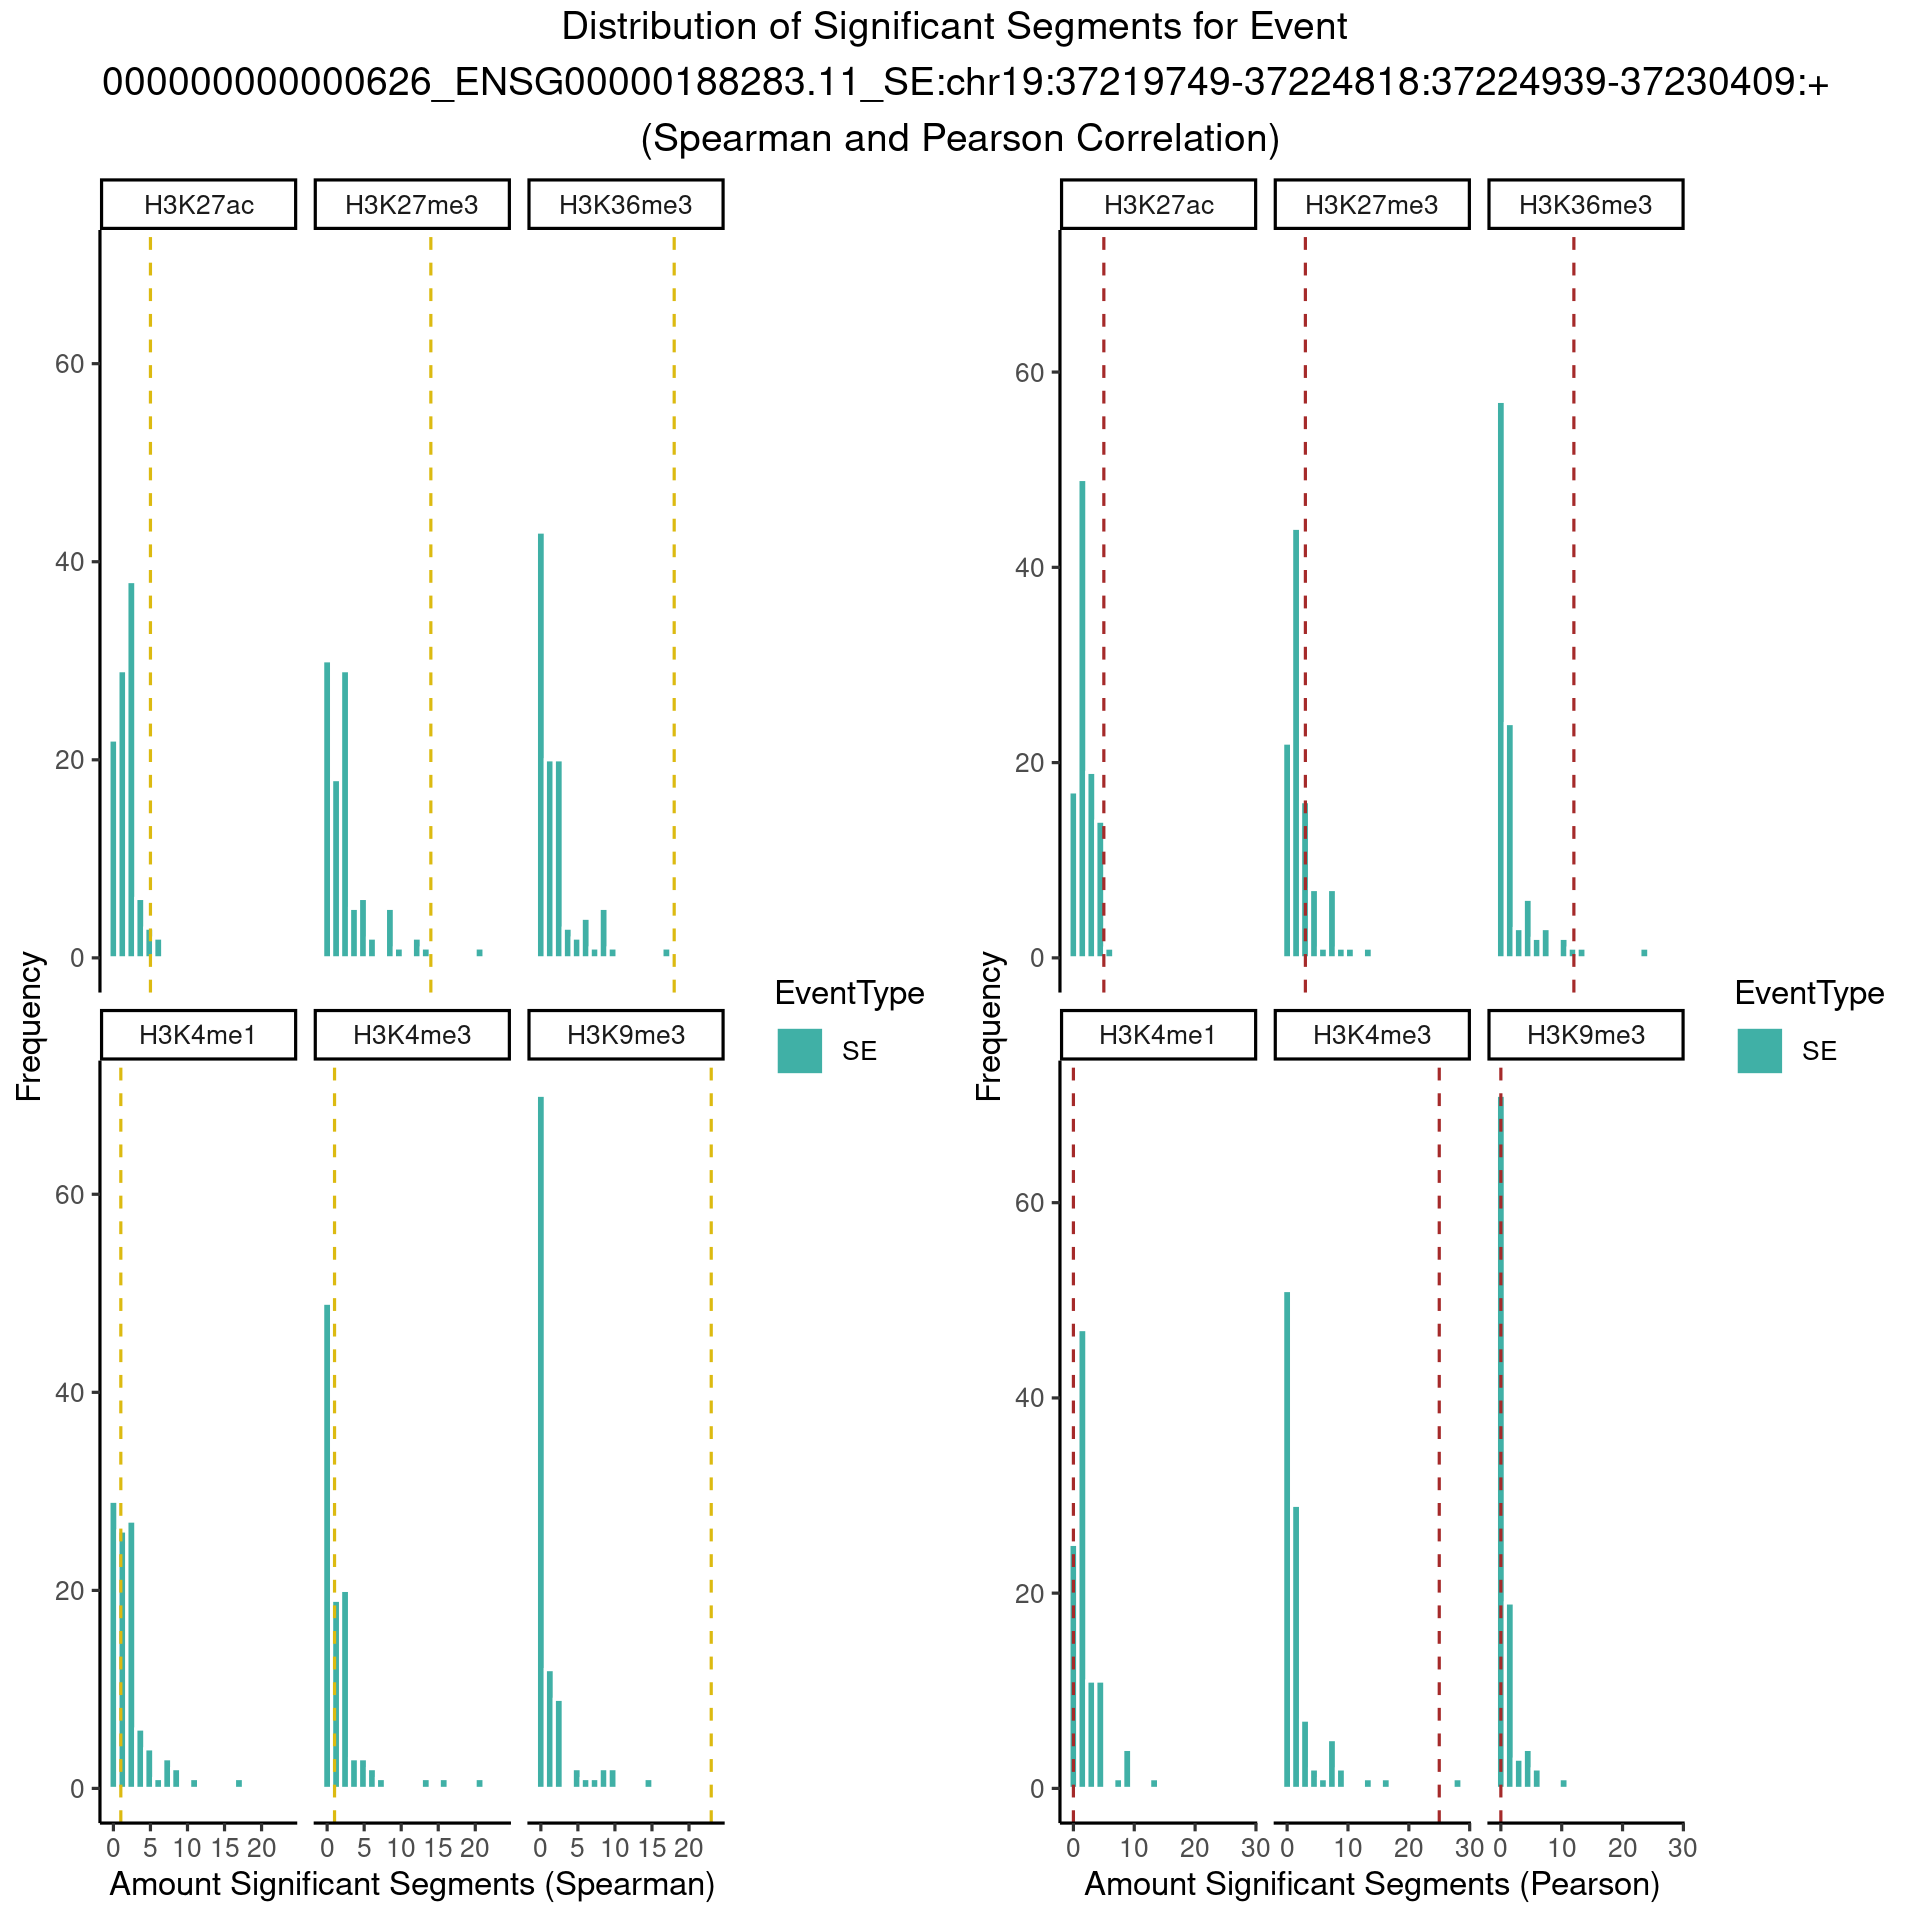 Distribution of Significant Segments for Event
000000000000626_ENSG00000188283.11_SE:chr19:37219749-37224818:37224939-37230409:+
(Spearman and Pearson Correlation)
H3K27ac H3K27me3 H3K36me3
60
40
20
0
H3K4me1 H3K4me3 H3K9me3
60
40
20
0
0 5 10 15 20 0 5 10 15 20 0 5 10 15 20
Frequency
Amount Significant Segments (Spearman)
EventType
SE
H3K27ac H3K27me3 H3K36me3
60
40
20
0
H3K4me1 H3K4me3 H3K9me3
60
40
20
0
0 10 20 30 0 10 20 30 0 10 20 30
Frequency
Amount Significant Segments (Pearson)
EventType
SE